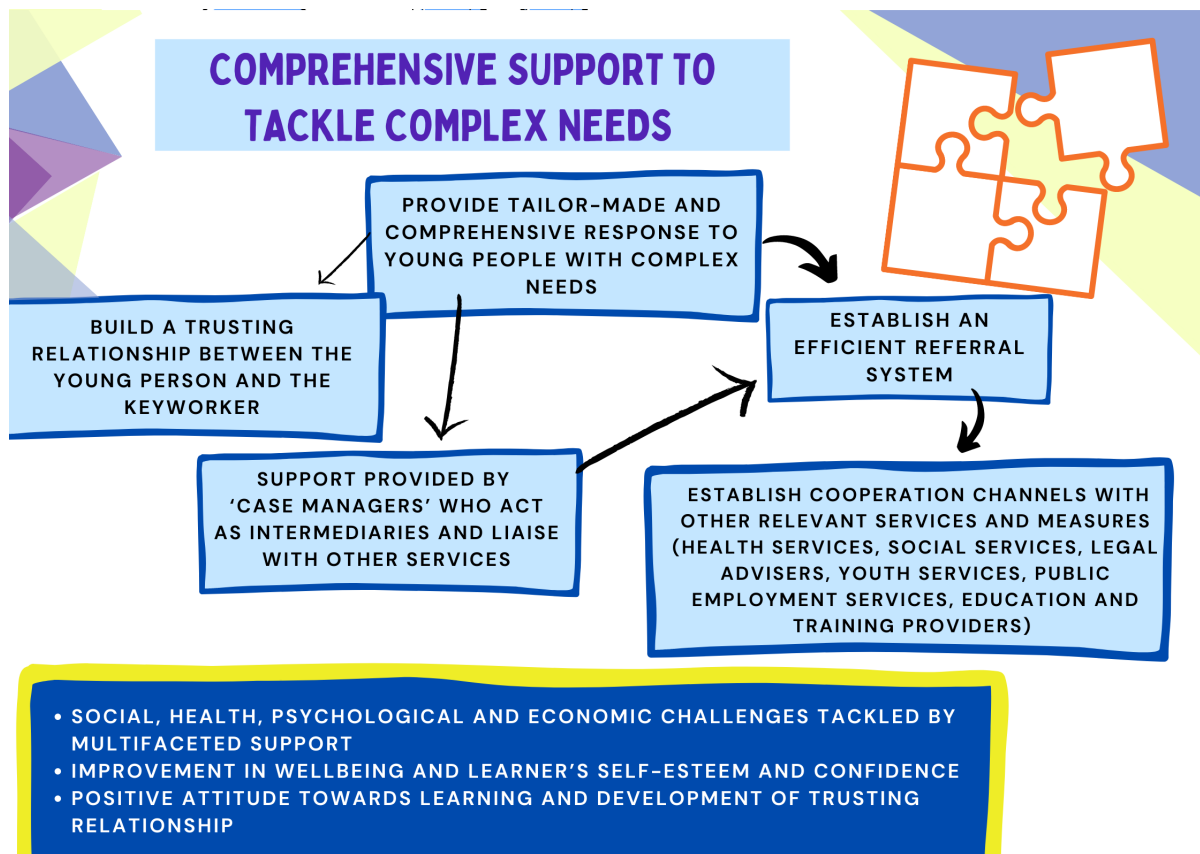 COMPREHENSIVE SUPPORT TO
TACKLE COMPLEX NEEDS
PROVIDE TAILOR-MADE AND
COMPREHENSIVE RESPONSE TO
YOUNG PEOPLE WITH COMPLEX
NEEDS
BUILD A TRUSTING
RELATIONSHIP BETWEEN THE
YOUNG PERSON AND THE
KEYWORKER
ESTABLISH AN
EFFICIENT REFERRAL
SYSTEM
SUPPORT PROVIDED BY
‘CASE MANAGERS’ WHO ACT
AS INTERMEDIARIES AND LIAISE
WITH OTHER SERVICES
ESTABLISH COOPERATION CHANNELS WITH
OTHER RELEVANT SERVICES AND MEASURES
(HEALTH SERVICES, SOCIAL SERVICES, LEGAL
ADVISERS, YOUTH SERVICES, PUBLIC
EMPLOYMENT SERVICES, EDUCATION AND
TRAINING PROVIDERS)
• SOCIAL, HEALTH, PSYCHOLOGICAL AND ECONOMIC CHALLENGES TACKLED BY
MULTIFACETED SUPPORT
• IMPROVEMENT IN WELLBEING AND LEARNER’S SELF-ESTEEM AND CONFIDENCE
• POSITIVE ATTITUDE TOWARDS LEARNING AND DEVELOPMENT OF TRUSTING
RELATIONSHIP